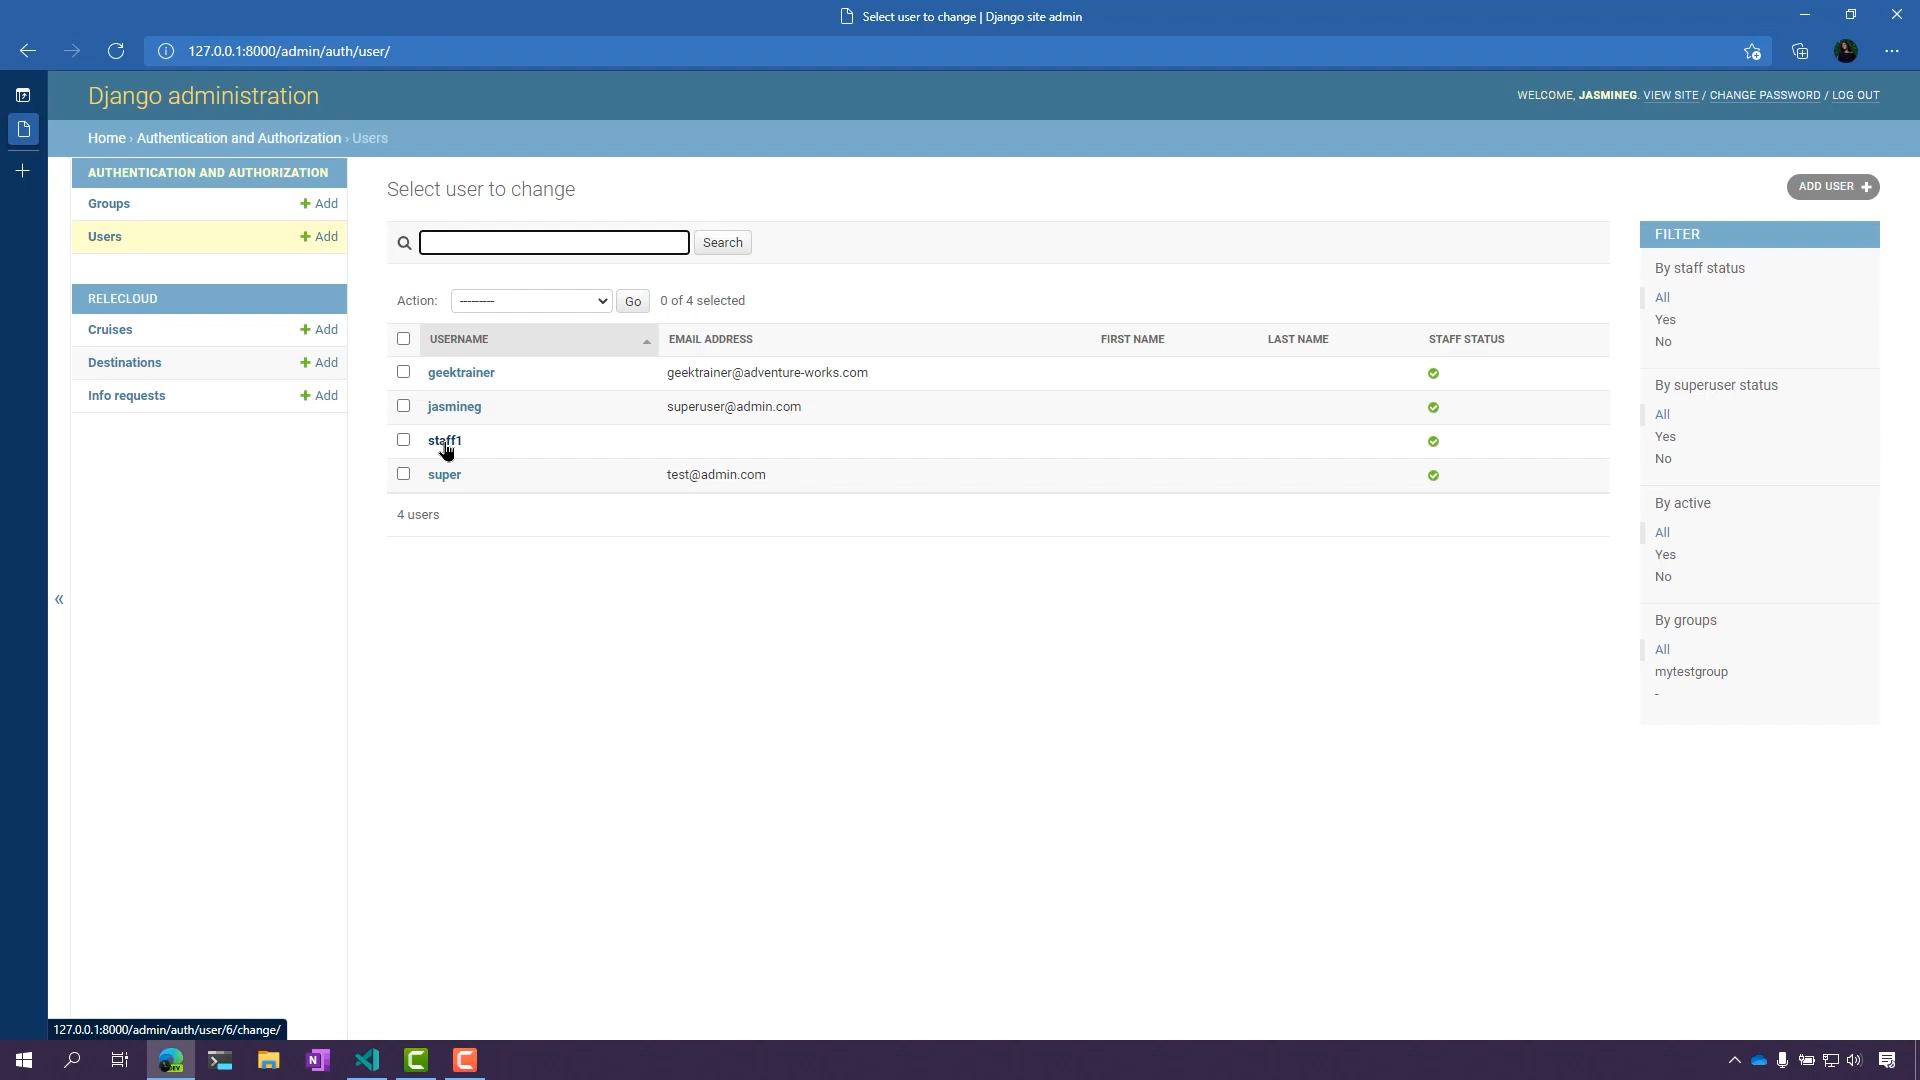 Select user to change | Django site admin
127.0.0.1:8000/admin/auth/user/
Django administration
WELCOME, JASMINEG. VIEW SITE / CHANGE PASSWORD / LOG OUT
Home › Authentication and Authorization › Users
AUTHENTICATION AND AUTHORIZATION
Groups + Add
Users + Add
RELECLOUD
Cruises + Add
Destinations + Add
Info requests + Add
«
Select user to change
ADD USER +
Search
Action: --------- Go 0 of 4 selected
USERNAME EMAIL ADDRESS FIRST NAME LAST NAME STAFF STATUS
geektrainer geektrainer@adventure-works.com
jasmineg superuser@admin.com
staff1
super test@admin.com
4 users
FILTER
By staff status
All
Yes
No
By superuser status
All
Yes
No
By active
All
Yes
No
By groups
All
mytestgroup
-
127.0.0.1:8000/admin/auth/user/6/change/
DEV
N
C
C